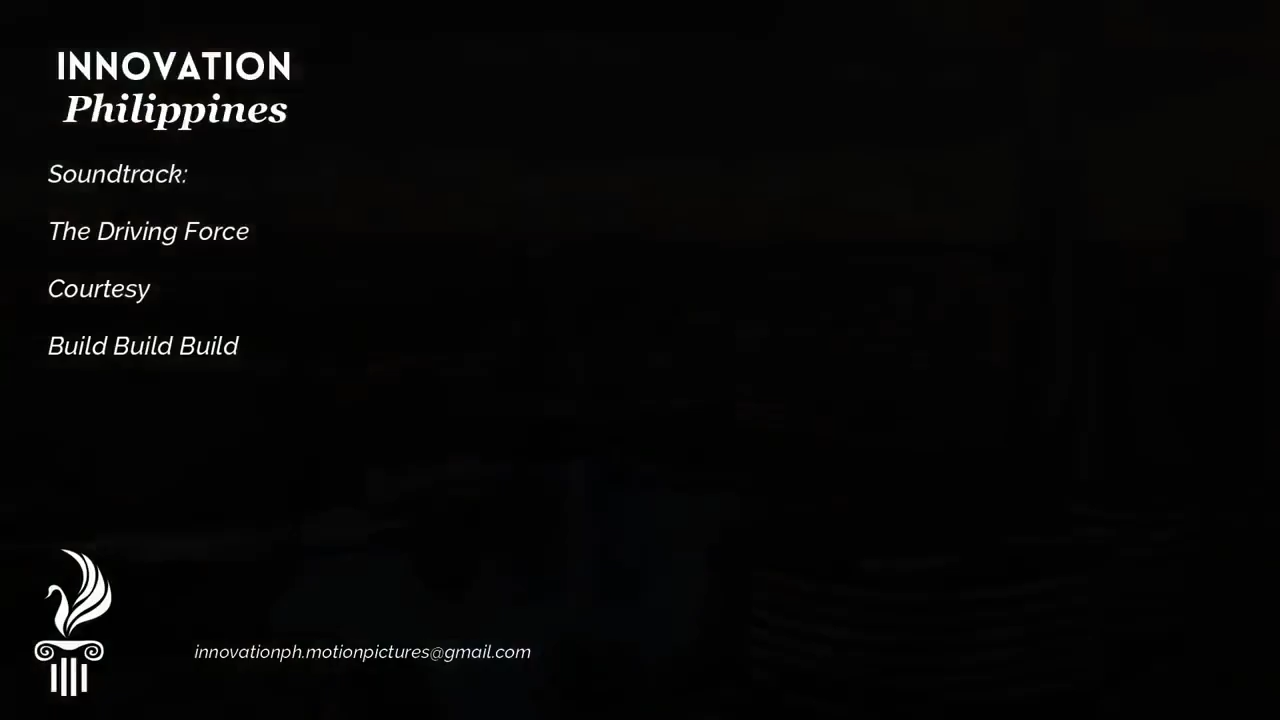 INNOVATION
Philippines
Soundtrack:
The Driving Force
Courtesy
Build Build Build
innovationph.motionpictures@gmail.com